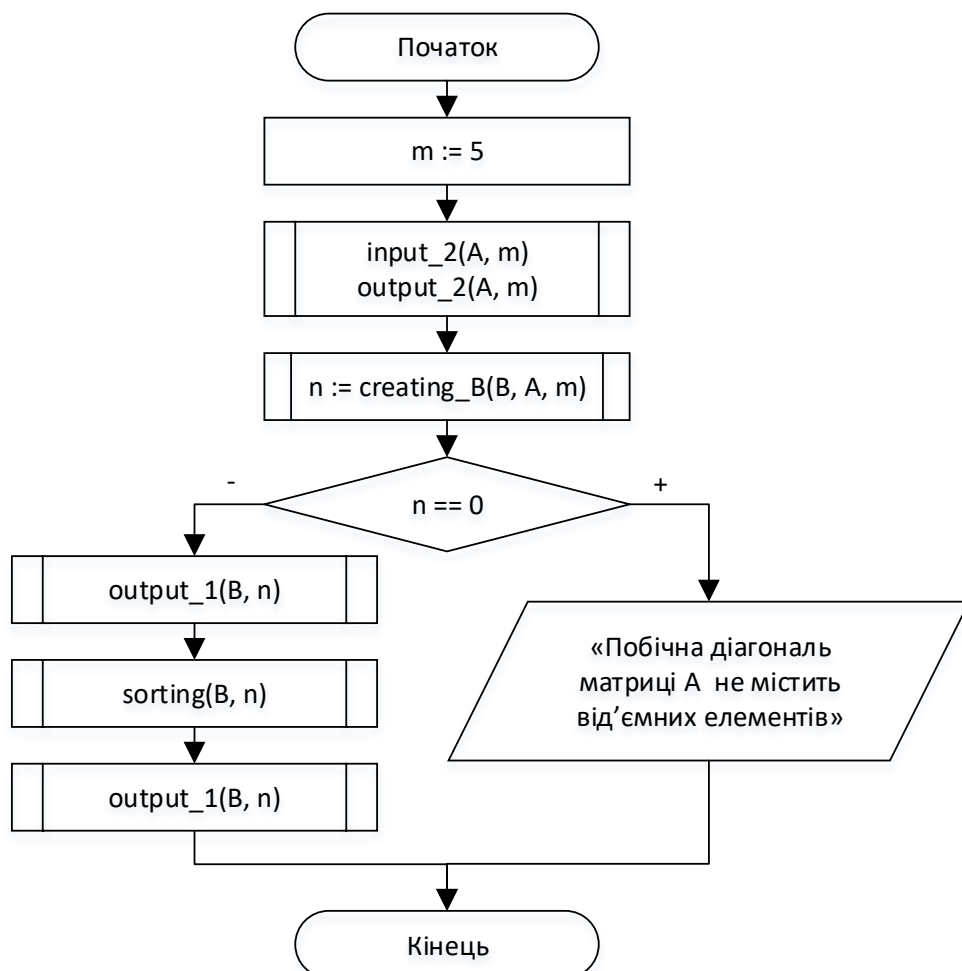 Початок
m := 5
input_2(A, m)
output_2(A, m)
n := creating_B(B, A, m)
-
+
n == 0
output_1(B, n)
sorting(B, n)
output_1(B, n)
«Побічна діагональ
матриці А не містить
від’ємних елементів»
Кінець